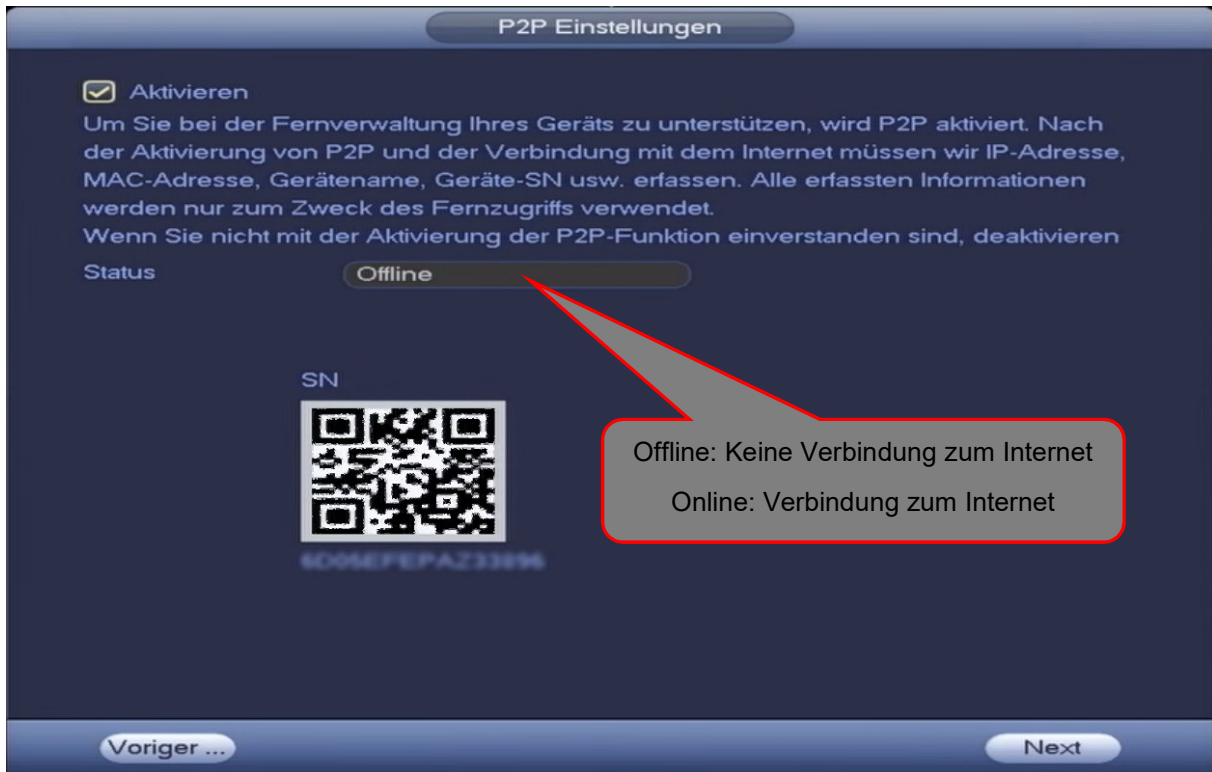 P2P Einstellungen
Aktivieren
Um Sie bei der Fernverwaltung Ihres Geräts zu unterstützen, wird P2P aktiviert. Nach
der Aktivierung von P2P und der Verbindung mit dem Internet müssen wir IP-Adresse,
MAC-Adresse, Gerätename, Geräte-SN usw. erfassen. Alle erfassten Informationen
werden nur zum Zweck des Fernzugriffs verwendet.
Wenn Sie nicht mit der Aktivierung der P2P-Funktion einverstanden sind, deaktivieren
Status Offline
SN
Offline: Keine Verbindung zum Internet
Online: Verbindung zum Internet
Voriger ... Next